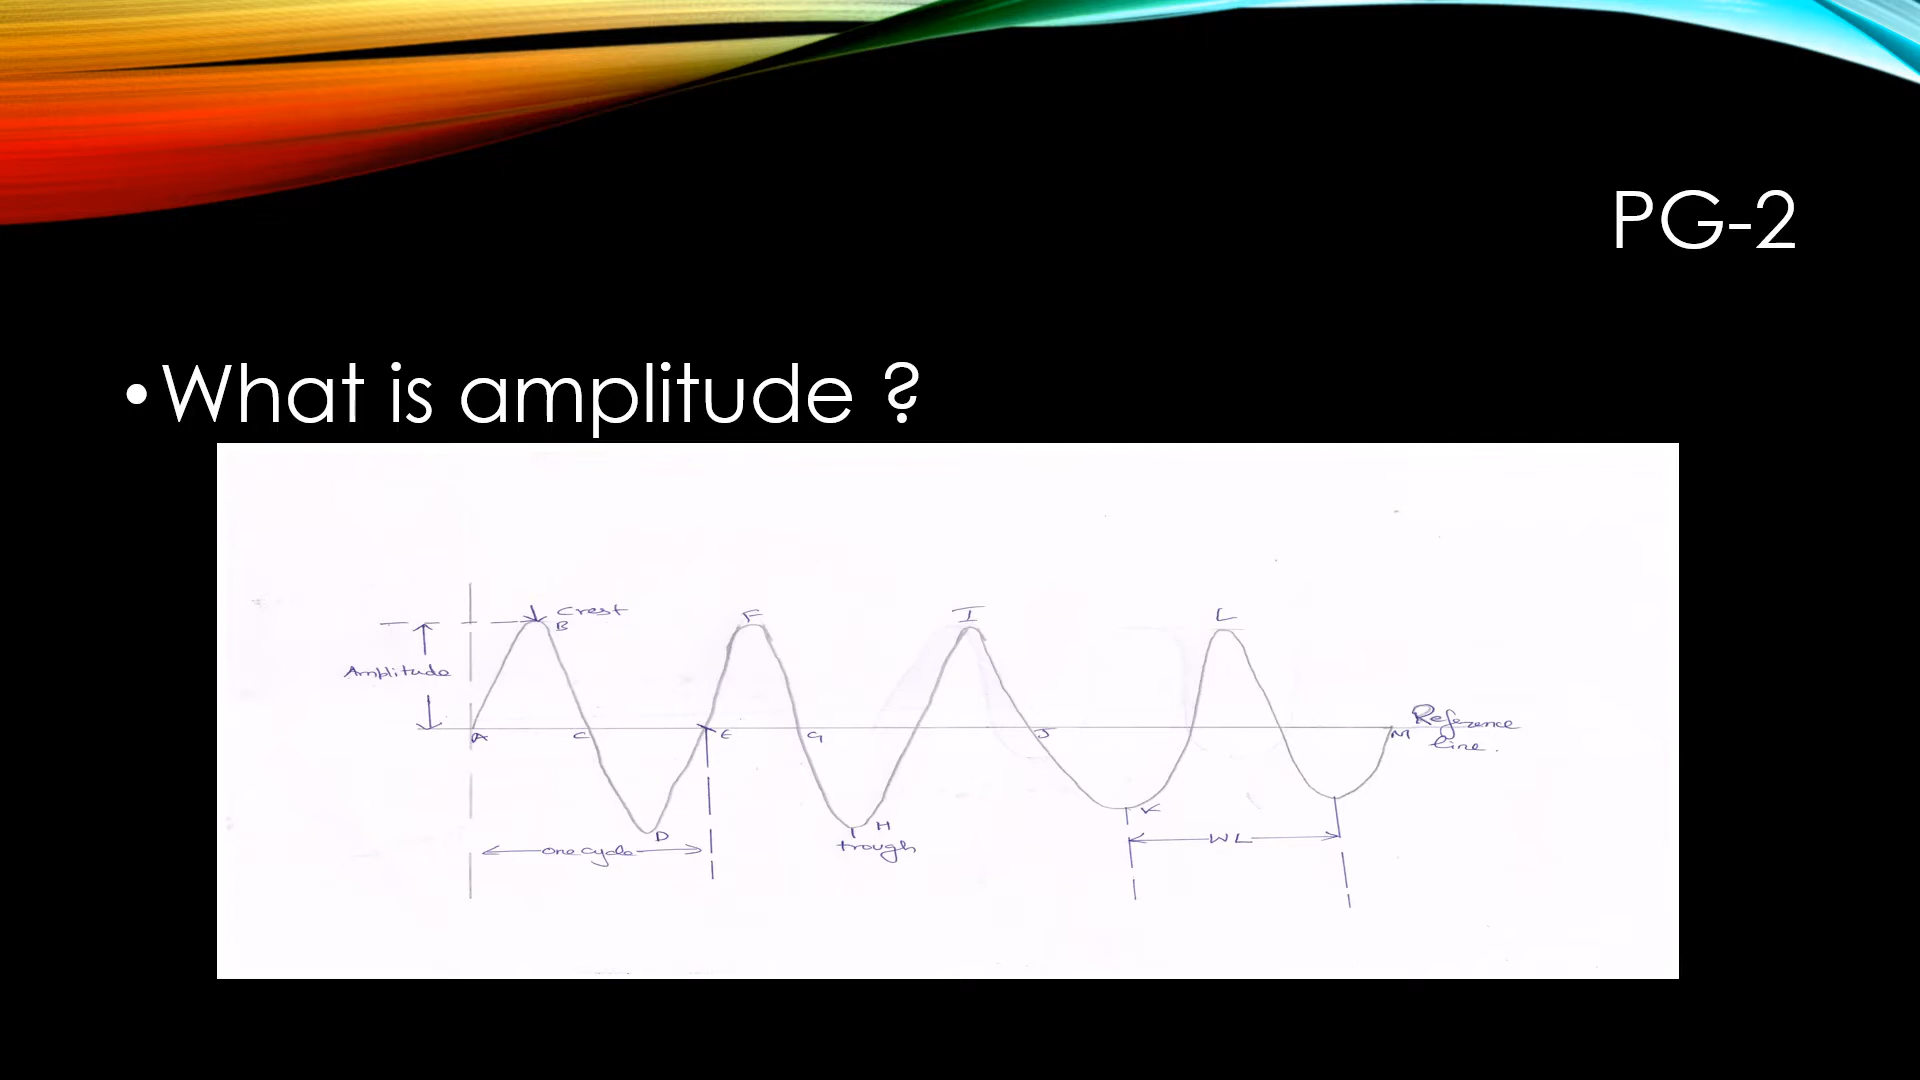 PG-2
•What is amplitude ?
Crest
B
F
I
L
Amplitude
A
C
E
G
J
M
Reference
line.
D
H
K
one cycle
trough
WL